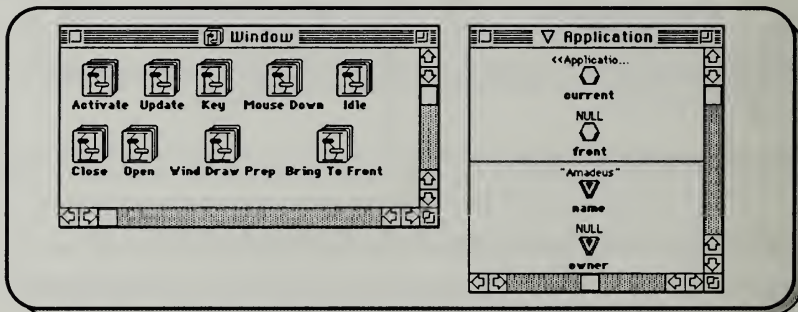 Window
Activate Update Key Mouse Down Idle
Close Open Wind Draw Prep Bring To Front
Application
<<Applicatio...
current
NULL
front
"Amadeus"
name
NULL
owner